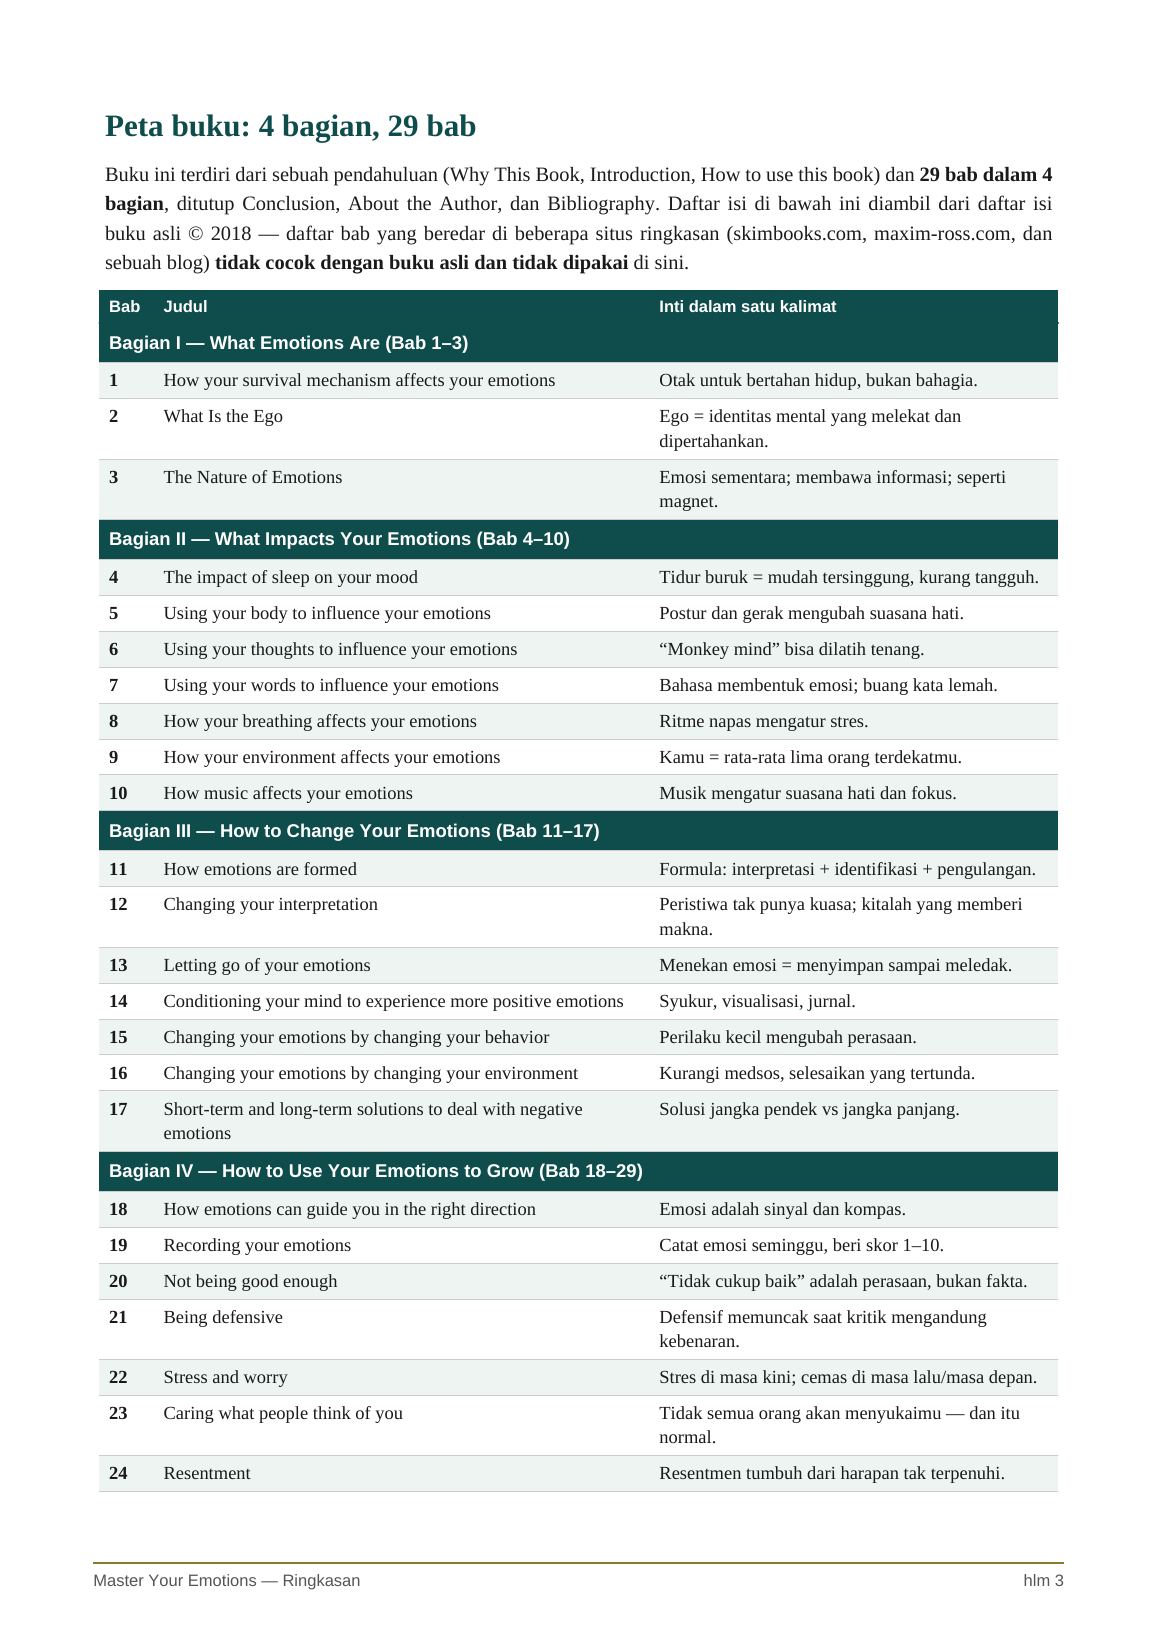 Peta buku: 4 bagian, 29 bab
Buku ini terdiri dari sebuah pendahuluan (Why This Book, Introduction, How to use this book) dan 29 bab dalam 4
bagian, ditutup Conclusion, About the Author, dan Bibliography. Daftar isi di bawah ini diambil dari daftar isi
buku asli © 2018 — daftar bab yang beredar di beberapa situs ringkasan (skimbooks.com, maxim-ross.com, dan
sebuah blog) tidak cocok dengan buku asli dan tidak dipakai di sini.
Bab Judul Inti dalam satu kalimat
Bagian I — What Emotions Are (Bab 1–3)
1 How your survival mechanism affects your emotions Otak untuk bertahan hidup, bukan bahagia.
2 What Is the Ego Ego = identitas mental yang melekat dan
dipertahankan.
3 The Nature of Emotions Emosi sementara; membawa informasi; seperti
magnet.
Bagian II — What Impacts Your Emotions (Bab 4–10)
4 The impact of sleep on your mood Tidur buruk = mudah tersinggung, kurang tangguh.
5 Using your body to influence your emotions Postur dan gerak mengubah suasana hati.
6 Using your thoughts to influence your emotions “Monkey mind” bisa dilatih tenang.
7 Using your words to influence your emotions Bahasa membentuk emosi; buang kata lemah.
8 How your breathing affects your emotions Ritme napas mengatur stres.
9 How your environment affects your emotions Kamu = rata-rata lima orang terdekatmu.
10 How music affects your emotions Musik mengatur suasana hati dan fokus.
Bagian III — How to Change Your Emotions (Bab 11–17)
11 How emotions are formed Formula: interpretasi + identifikasi + pengulangan.
12 Changing your interpretation Peristiwa tak punya kuasa; kitalah yang memberi
makna.
13 Letting go of your emotions Menekan emosi = menyimpan sampai meledak.
14 Conditioning your mind to experience more positive emotions Syukur, visualisasi, jurnal.
15 Changing your emotions by changing your behavior Perilaku kecil mengubah perasaan.
16 Changing your emotions by changing your environment Kurangi medsos, selesaikan yang tertunda.
17 Short-term and long-term solutions to deal with negative Solusi jangka pendek vs jangka panjang.
emotions
Bagian IV — How to Use Your Emotions to Grow (Bab 18–29)
18 How emotions can guide you in the right direction Emosi adalah sinyal dan kompas.
19 Recording your emotions Catat emosi seminggu, beri skor 1–10.
20 Not being good enough “Tidak cukup baik” adalah perasaan, bukan fakta.
21 Being defensive Defensif memuncak saat kritik mengandung
kebenaran.
22 Stress and worry Stres di masa kini; cemas di masa lalu/masa depan.
23 Caring what people think of you Tidak semua orang akan menyukaimu — dan itu
normal.
24 Resentment Resentmen tumbuh dari harapan tak terpenuhi.
Master Your Emotions — Ringkasan hlm 3